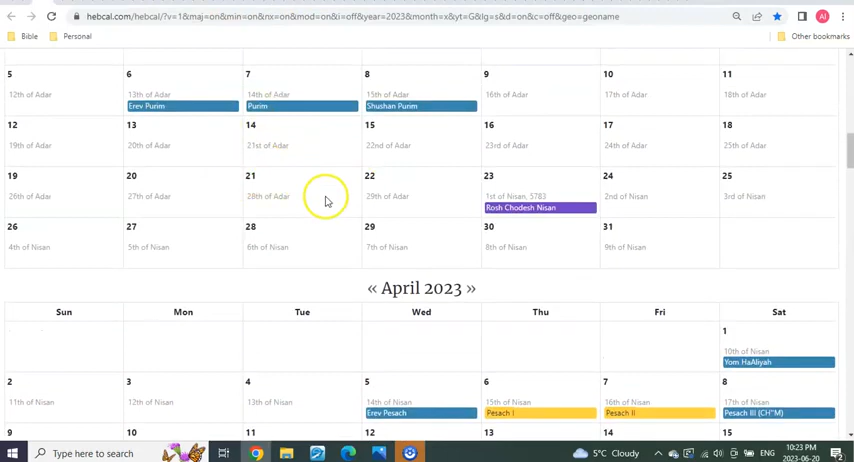 hebcal.com/hebcal/?v=1&maj=on&min=on&nx=on&mod=on&i=off&year=2023&month=x&yt=G&lg=s&d=on&c=off&geo=geoname
AI
Bible Personal Other bookmarks
5 6 7 8 9 10 11
12th of Adar 13th of Adar 14th of Adar 15th of Adar 16th of Adar 17th of Adar 18th of Adar
Erev Purim Purim Shushan Purim
12 13 14 15 16 17 18
19th of Adar 20th of Adar 21st of Adar 22nd of Adar 23rd of Adar 24th of Adar 25th of Adar
19 20 21 22 23 24 25
26th of Adar 27th of Adar 28th of Adar 29th of Adar 1st of Nisan, 5783 2nd of Nisan 3rd of Nisan
Rosh Chodesh Nisan
26 27 28 29 30 31
4th of Nisan 5th of Nisan 6th of Nisan 7th of Nisan 8th of Nisan 9th of Nisan
« April 2023 »
Sun Mon Tue Wed Thu Fri Sat
1
10th of Nisan
Yom HaAliyah
2 3 4 5 6 7 8
11th of Nisan 12th of Nisan 13th of Nisan 14th of Nisan 15th of Nisan 16th of Nisan 17th of Nisan
Erev Pesach Pesach I Pesach II Pesach III (CH"M)
9 10 11 12 13 14 15
Type here to search
5°C Cloudy
ENG
10:23 PM
2023-06-20
2